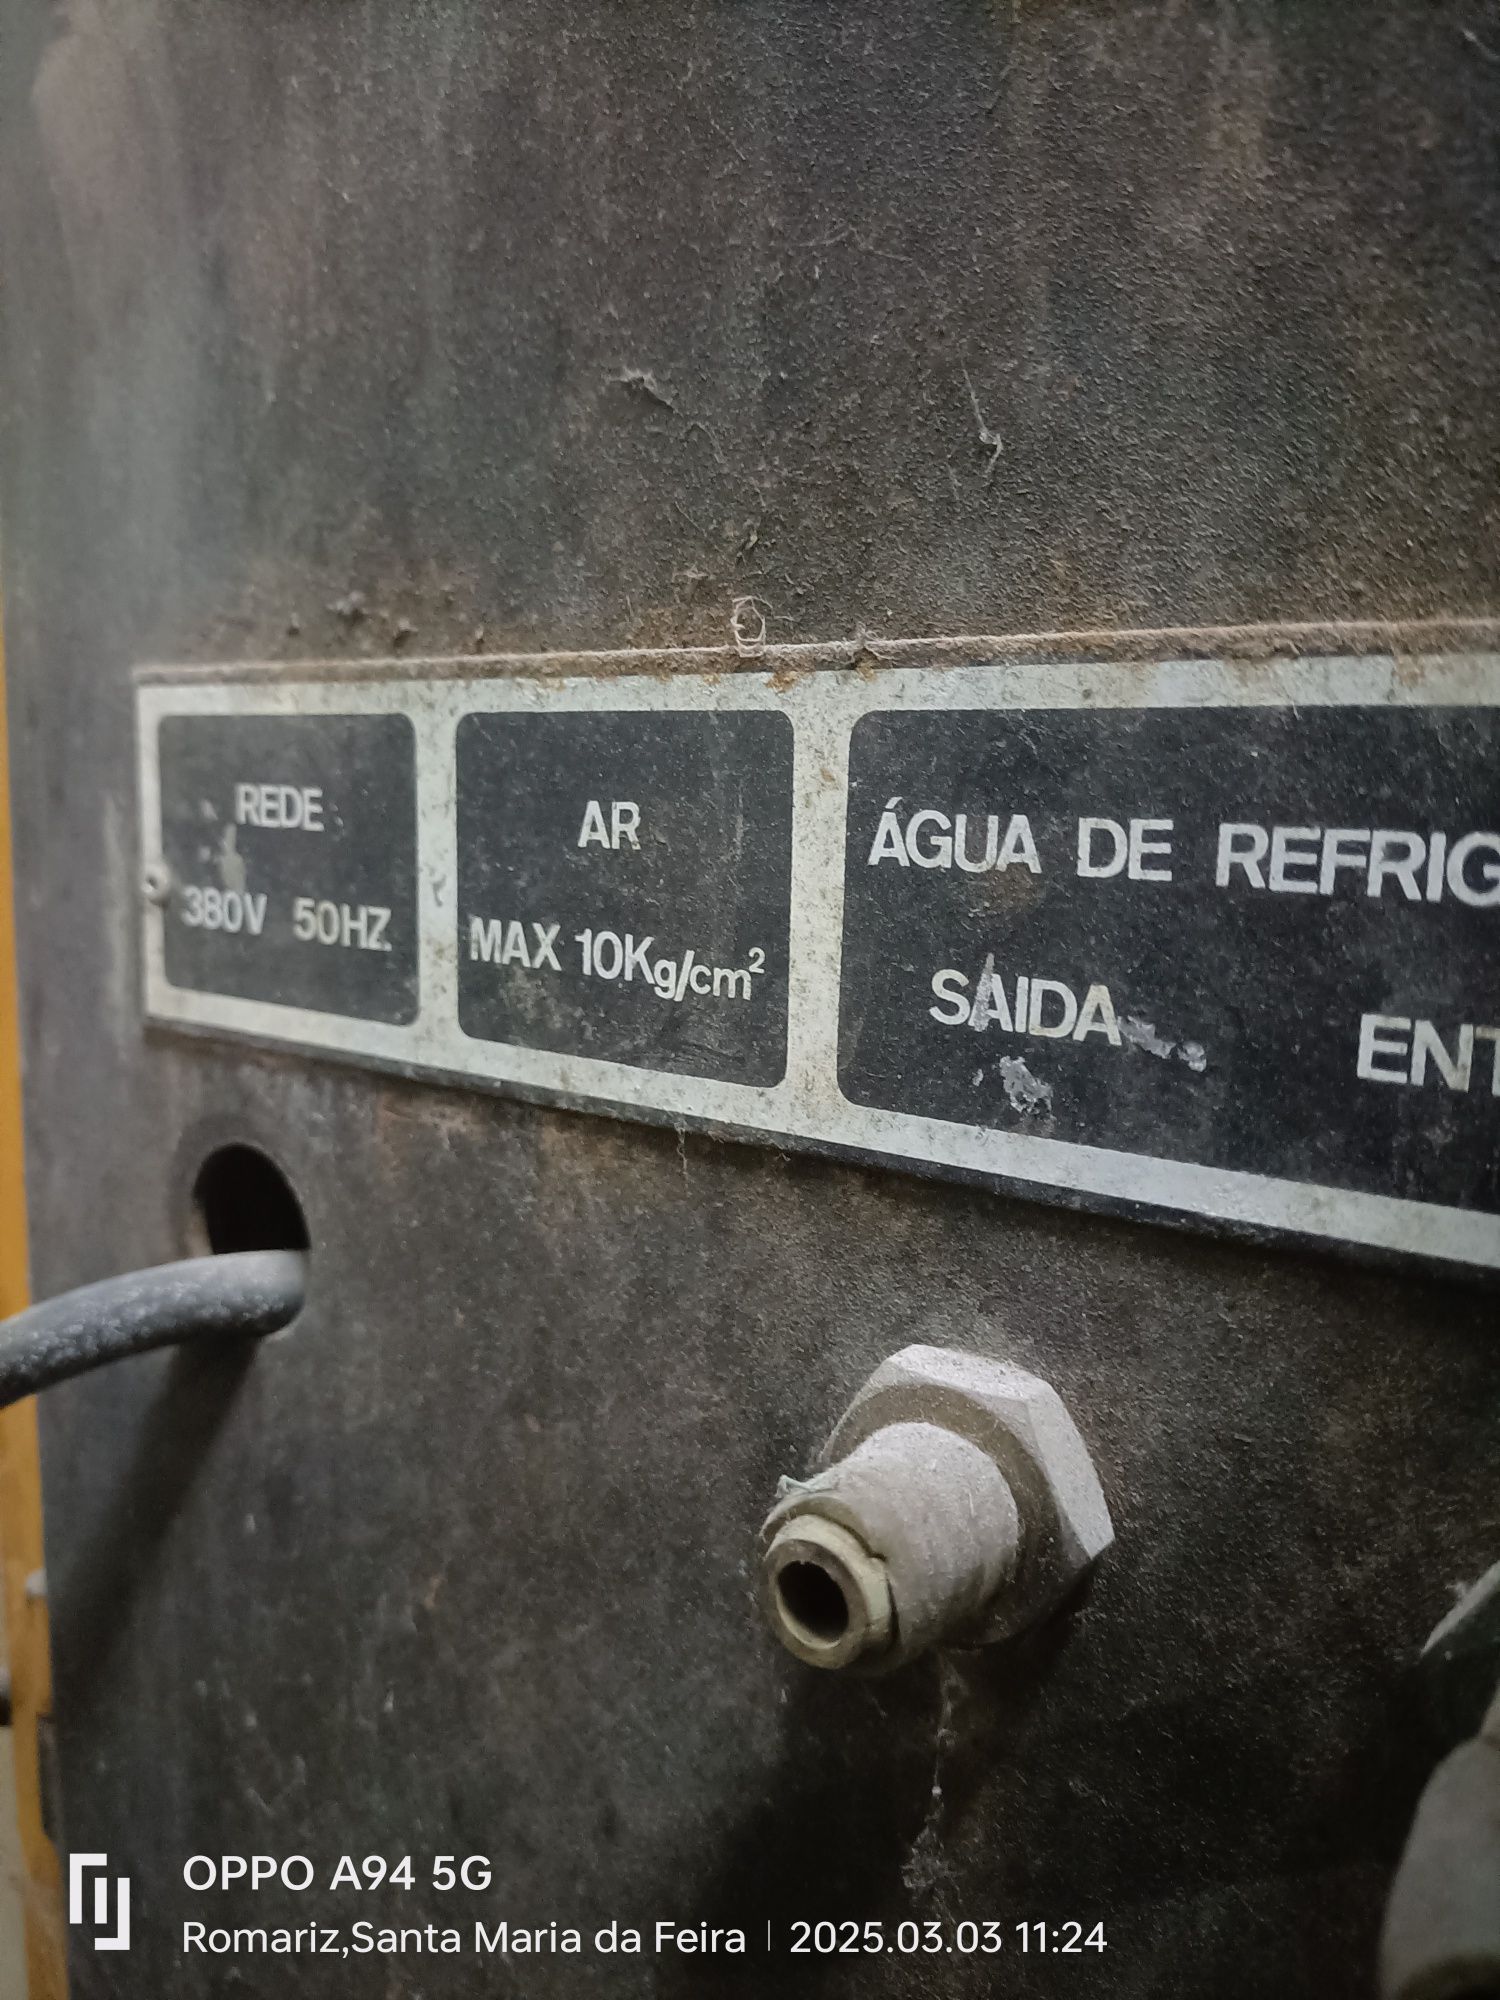 REDE
380V 50HZ.
AR
MAX 10Kg/cm²
ÁGUA DE REFRIG
SAIDA ENT
OPPO A94 5G
Romariz,Santa Maria da Feira | 2025.03.03 11:24